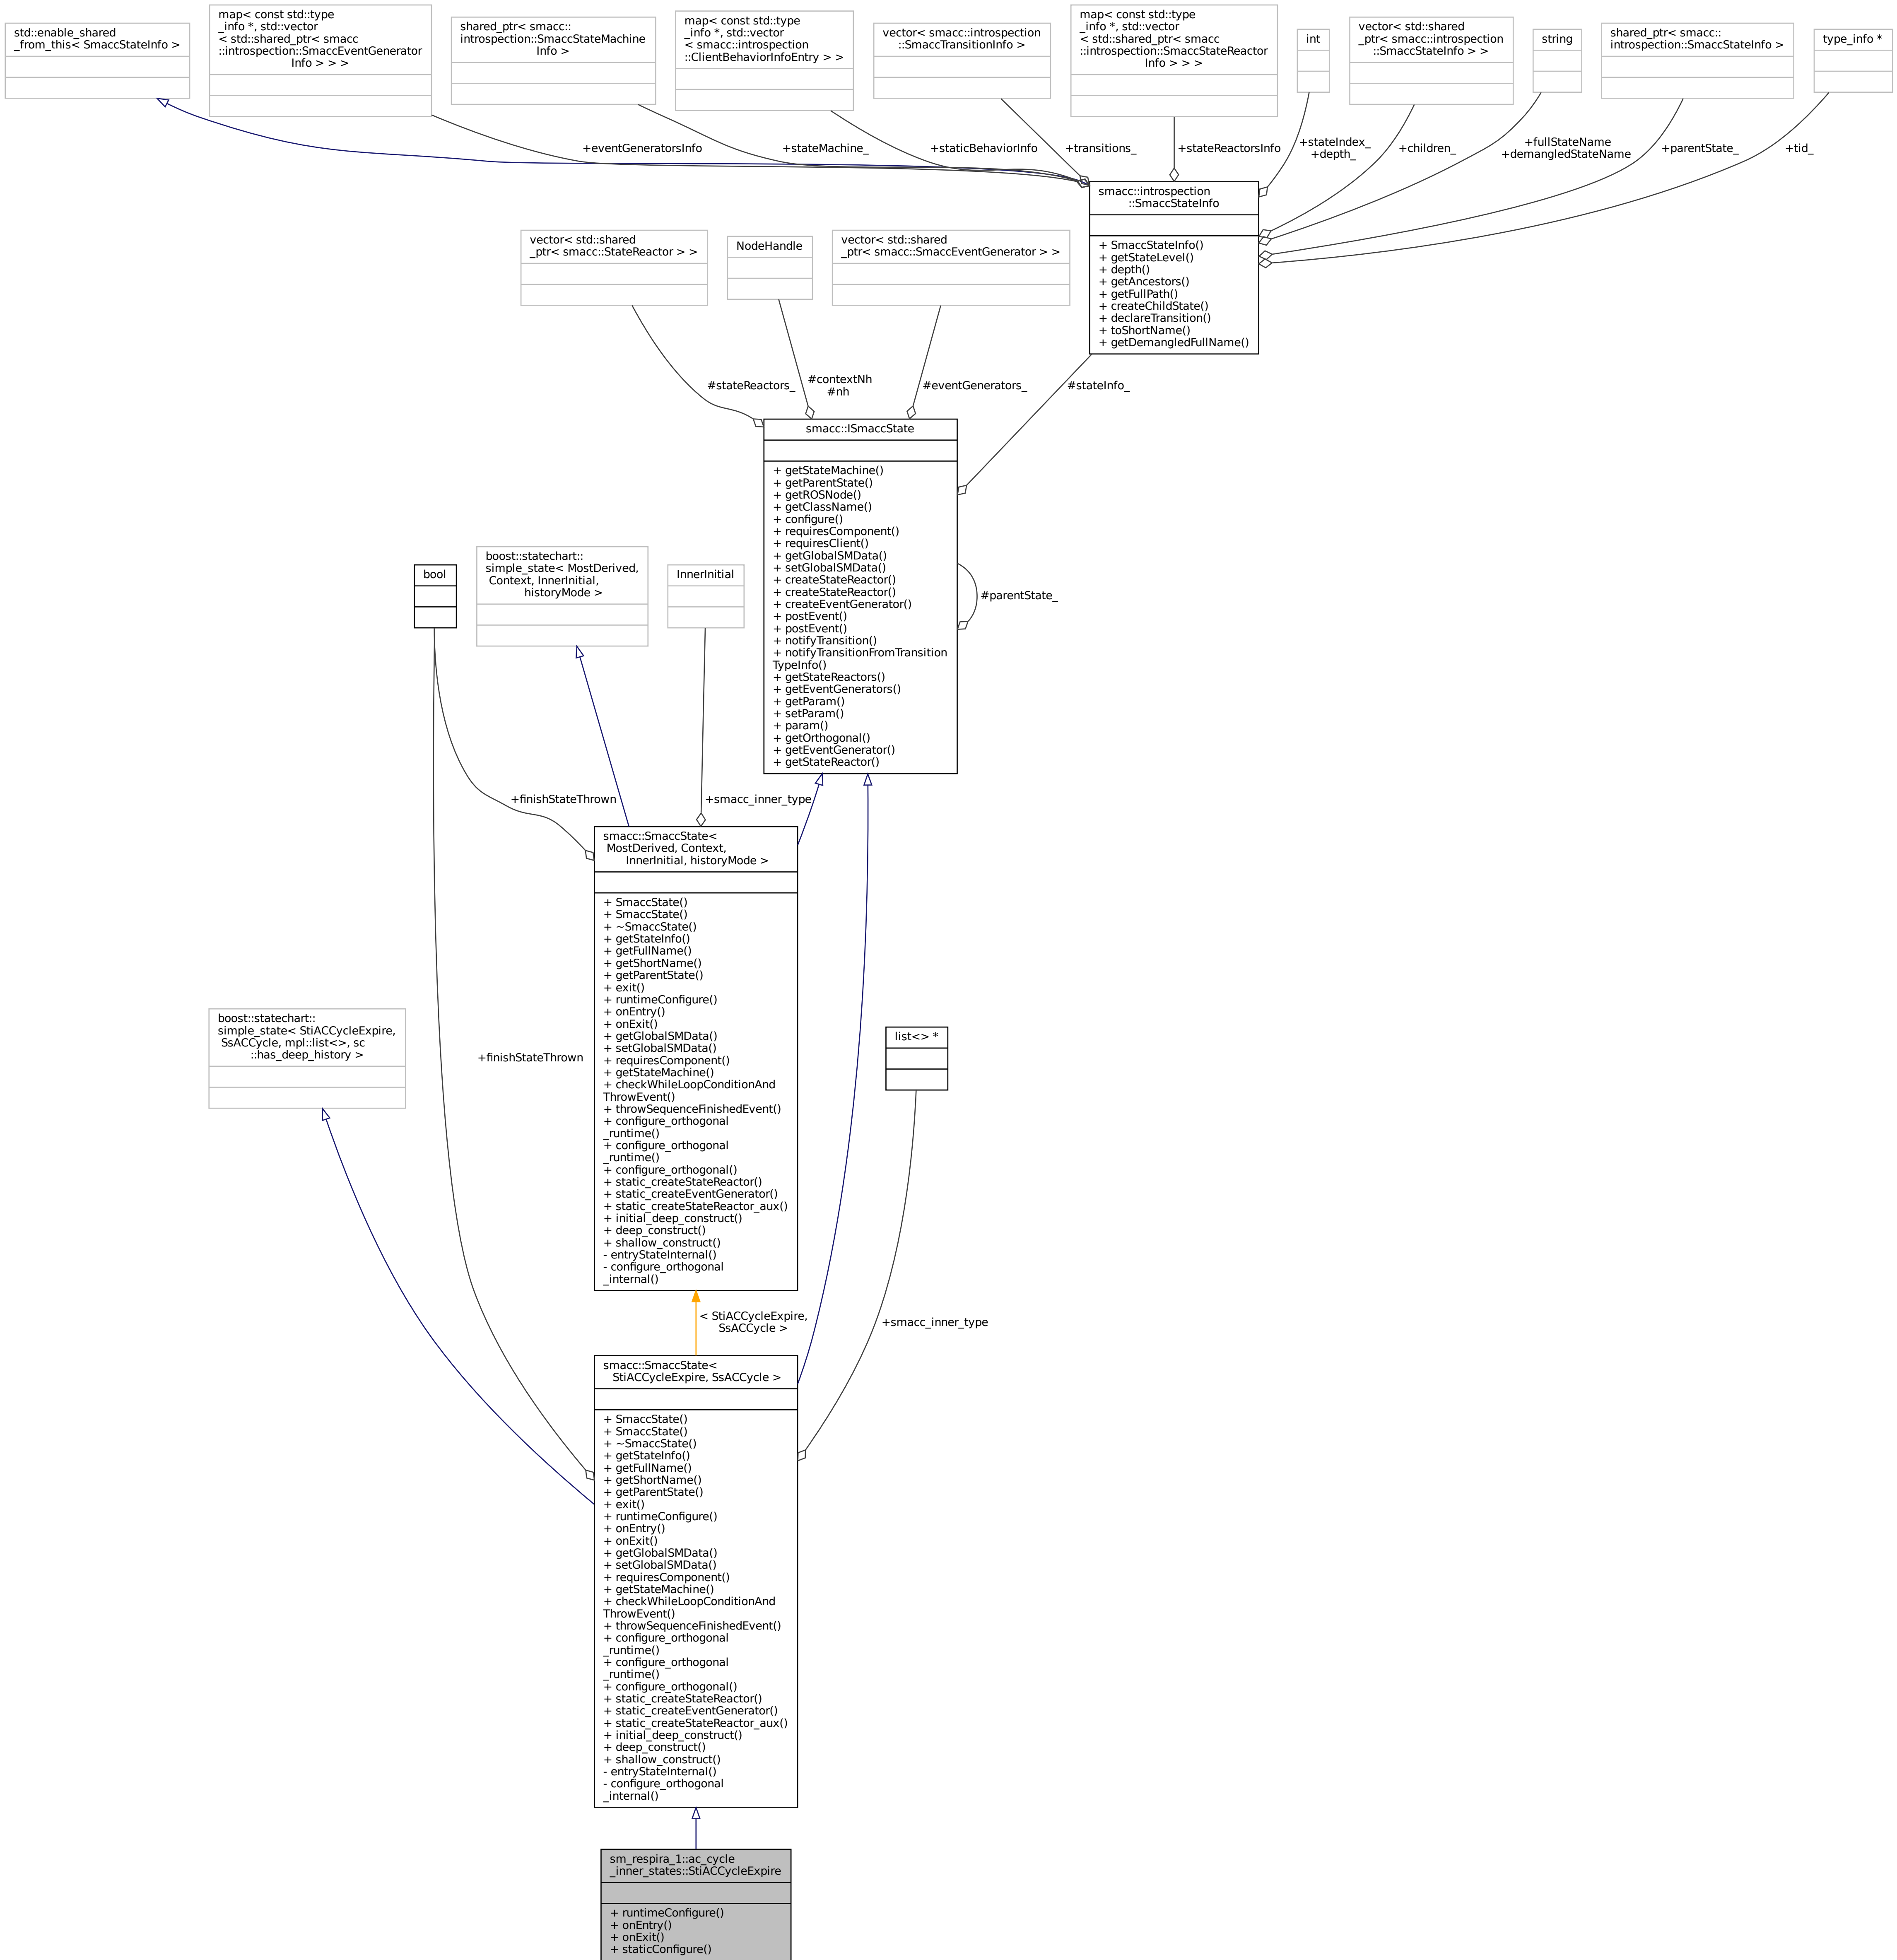 std::enable_shared
_from_this< SmaccStateInfo >
map< const std::type
_info *, std::vector
< std::shared_ptr< smacc
::introspection::SmaccEventGenerator
Info > > >
shared_ptr< smacc::
introspection::SmaccStateMachine
Info >
map< const std::type
_info *, std::vector
< smacc::introspection
::ClientBehaviorInfoEntry > >
vector< smacc::introspection
::SmaccTransitionInfo >
map< const std::type
_info *, std::vector
< std::shared_ptr< smacc
::introspection::SmaccStateReactor
Info > > >
int
vector< std::shared
_ptr< smacc::introspection
::SmaccStateInfo > >
string
shared_ptr< smacc::
introspection::SmaccStateInfo >
type_info *
+eventGeneratorsInfo
+stateMachine_
+staticBehaviorInfo
+transitions_
+stateReactorsInfo
+stateIndex_
+depth_
+children_
+fullStateName
+demangledStateName
+parentState_
+tid_
smacc::introspection
::SmaccStateInfo
+ SmaccStateInfo()
+ getStateLevel()
+ depth()
+ getAncestors()
+ getFullPath()
+ createChildState()
+ declareTransition()
+ toShortName()
+ getDemangledFullName()
vector< std::shared
_ptr< smacc::StateReactor > >
NodeHandle
vector< std::shared
_ptr< smacc::SmaccEventGenerator > >
#stateReactors_
#contextNh
#nh
#eventGenerators_
#stateInfo_
smacc::ISmaccState
+ getStateMachine()
+ getParentState()
+ getROSNode()
+ getClassName()
+ configure()
+ requiresComponent()
+ requiresClient()
+ getGlobalSMData()
+ setGlobalSMData()
+ createStateReactor()
+ createStateReactor()
+ createEventGenerator()
+ postEvent()
+ postEvent()
+ notifyTransition()
+ notifyTransitionFromTransition
TypeInfo()
+ getStateReactors()
+ getEventGenerators()
+ getParam()
+ setParam()
+ param()
+ getOrthogonal()
+ getEventGenerator()
+ getStateReactor()
#parentState_
bool
boost::statechart::
simple_state< MostDerived,
Context, InnerInitial,
historyMode >
InnerInitial
+finishStateThrown
+smacc_inner_type
smacc::SmaccState<
MostDerived, Context,
InnerInitial, historyMode >
+ SmaccState()
+ SmaccState()
+ ~SmaccState()
+ getStateInfo()
+ getFullName()
+ getShortName()
+ getParentState()
+ exit()
+ runtimeConfigure()
+ onEntry()
+ onExit()
+ getGlobalSMData()
+ setGlobalSMData()
+ requiresComponent()
+ getStateMachine()
+ checkWhileLoopConditionAnd
ThrowEvent()
+ throwSequenceFinishedEvent()
+ configure_orthogonal
_runtime()
+ configure_orthogonal
_runtime()
+ configure_orthogonal()
+ static_createStateReactor()
+ static_createEventGenerator()
+ static_createStateReactor_aux()
+ initial_deep_construct()
+ deep_construct()
+ shallow_construct()
- entryStateInternal()
- configure_orthogonal
_internal()
boost::statechart::
simple_state< StiACCycleExpire,
SsACCycle, mpl::list<>, sc
::has_deep_history >
+finishStateThrown
list<> *
< StiACCycleExpire,
SsACCycle >
+smacc_inner_type
smacc::SmaccState<
StiACCycleExpire, SsACCycle >
+ SmaccState()
+ SmaccState()
+ ~SmaccState()
+ getStateInfo()
+ getFullName()
+ getShortName()
+ getParentState()
+ exit()
+ runtimeConfigure()
+ onEntry()
+ onExit()
+ getGlobalSMData()
+ setGlobalSMData()
+ requiresComponent()
+ getStateMachine()
+ checkWhileLoopConditionAnd
ThrowEvent()
+ throwSequenceFinishedEvent()
+ configure_orthogonal
_runtime()
+ configure_orthogonal
_runtime()
+ configure_orthogonal()
+ static_createStateReactor()
+ static_createEventGenerator()
+ static_createStateReactor_aux()
+ initial_deep_construct()
+ deep_construct()
+ shallow_construct()
- entryStateInternal()
- configure_orthogonal
_internal()
sm_respira_1::ac_cycle
_inner_states::StiACCycleExpire
+ runtimeConfigure()
+ onEntry()
+ onExit()
+ staticConfigure()